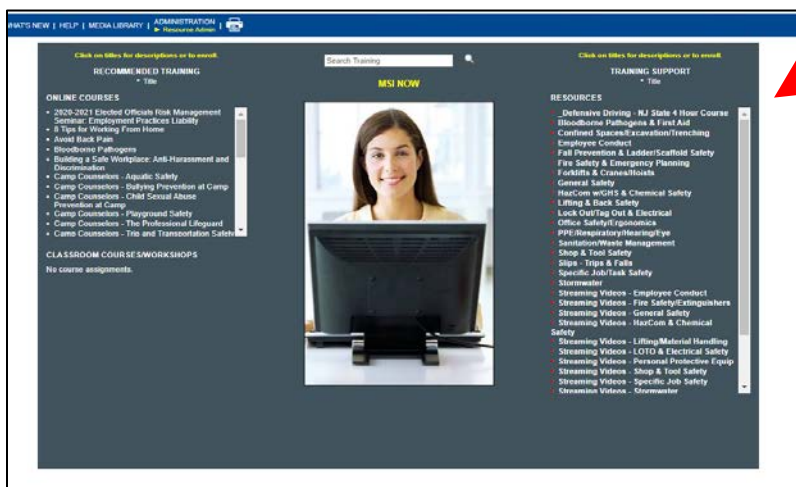 WHAT'S NEW | HELP | MEDIA LIBRARY | ADMINISTRATION
► Resource Admin
Click on titles for descriptions or to enroll.
RECOMMENDED TRAINING
* Title
ONLINE COURSES
2020-2021 Elected Officials Risk Management
Seminar: Employment Practices Liability
8 Tips for Working From Home
Avoid Back Pain
Bloodborne Pathogens
Building a Safe Workplace: Anti-Harassment and
Discrimination
Camp Counselors - Aquatic Safety
Camp Counselors - Bullying Prevention at Camp
Camp Counselors - Child Sexual Abuse
Prevention at Camp
Camp Counselors - Playground Safety
Camp Counselors - The Professional Lifeguard
Camp Counselors - Trip and Transportation Safety
CLASSROOM COURSES/WORKSHOPS
No course assignments.
Search Training
MSI NOW
Click on titles for descriptions or to enroll.
TRAINING SUPPORT
* Title
RESOURCES
_Defensive Driving - NJ State 4 Hour Course
Bloodborne Pathogens & First Aid
Confined Spaces/Excavation/Trenching
Employee Conduct
Fall Prevention & Ladder/Scaffold Safety
Fire Safety & Emergency Planning
Forklifts & Cranes/Hoists
General Safety
HazCom w/GHS & Chemical Safety
Lifting & Back Safety
Lock Out/Tag Out & Electrical
Office Safety/Ergonomics
PPE/Respiratory/Hearing/Eye
Sanitation/Waste Management
Shop & Tool Safety
Slips - Trips & Falls
Specific Job/Task Safety
Stormwater
Streaming Videos - Employee Conduct
Streaming Videos - Fire Safety/Extinguishers
Streaming Videos - General Safety
Streaming Videos - HazCom & Chemical
Safety
Streaming Videos - Lifting/Material Handling
Streaming Videos - LOTO & Electrical Safety
Streaming Videos - Personal Protective Equip
Streaming Videos - Shop & Tool Safety
Streaming Videos - Specific Job Safety
Streaming Videos - Stormwater